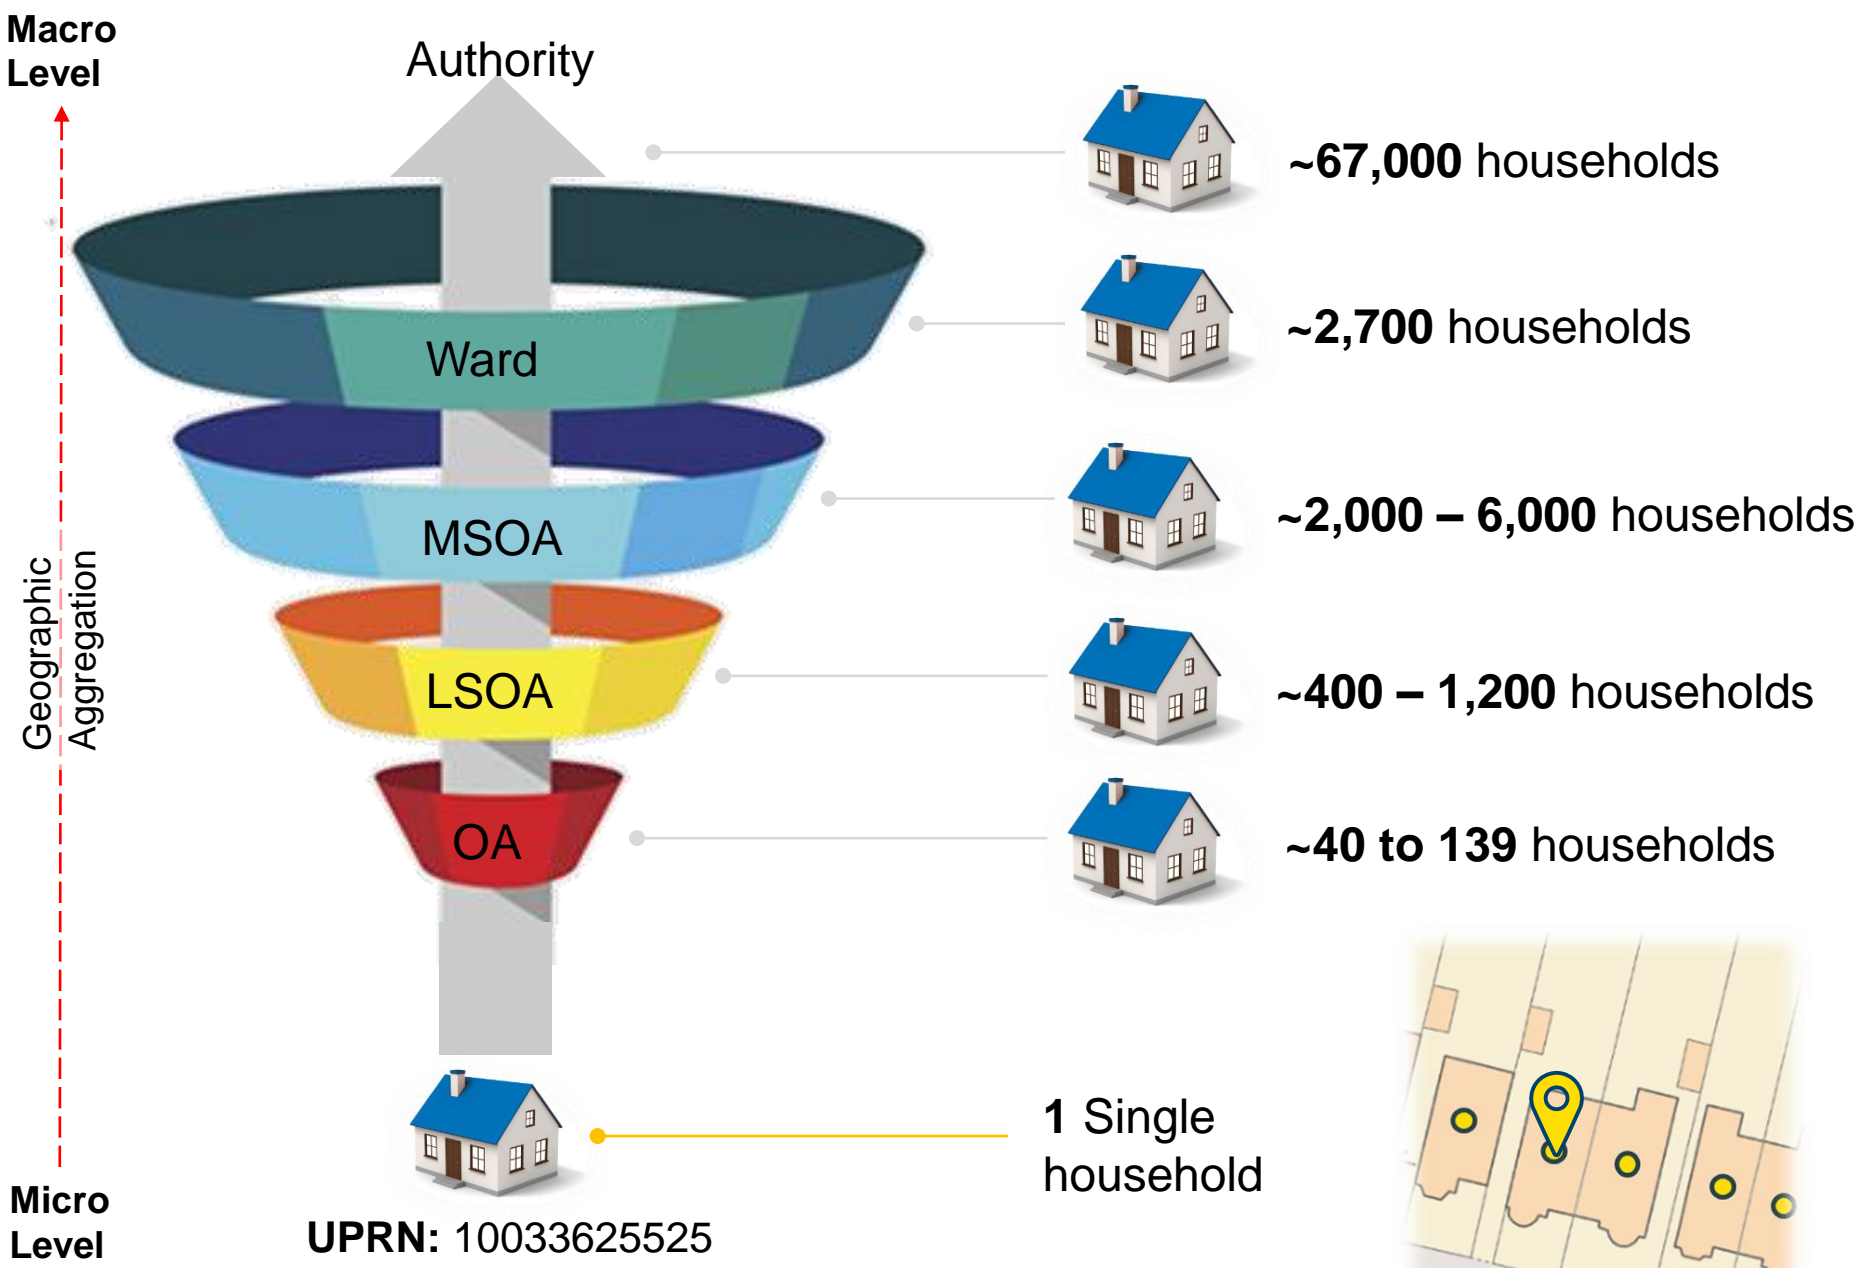 Macro
Level
Authority
~67,000 households
Ward
~2,700 households
MSOA
~2,000 – 6,000 households
Geographic
Aggregation
LSOA
~400 – 1,200 households
OA
~40 to 139 households
1 Single
household
Micro
Level
UPRN: 10033625525